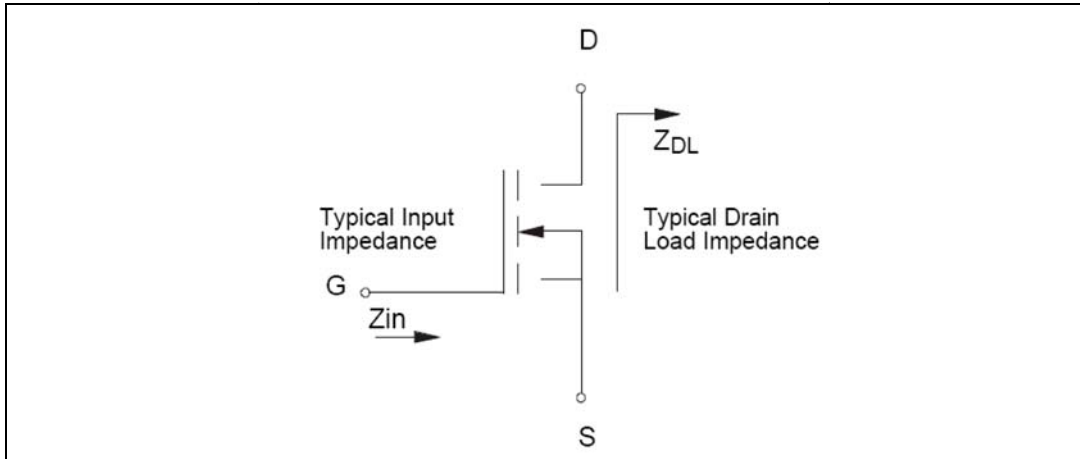 D
Z_DL
Typical Input
Impedance
Typical Drain
Load Impedance
G
Zin
S